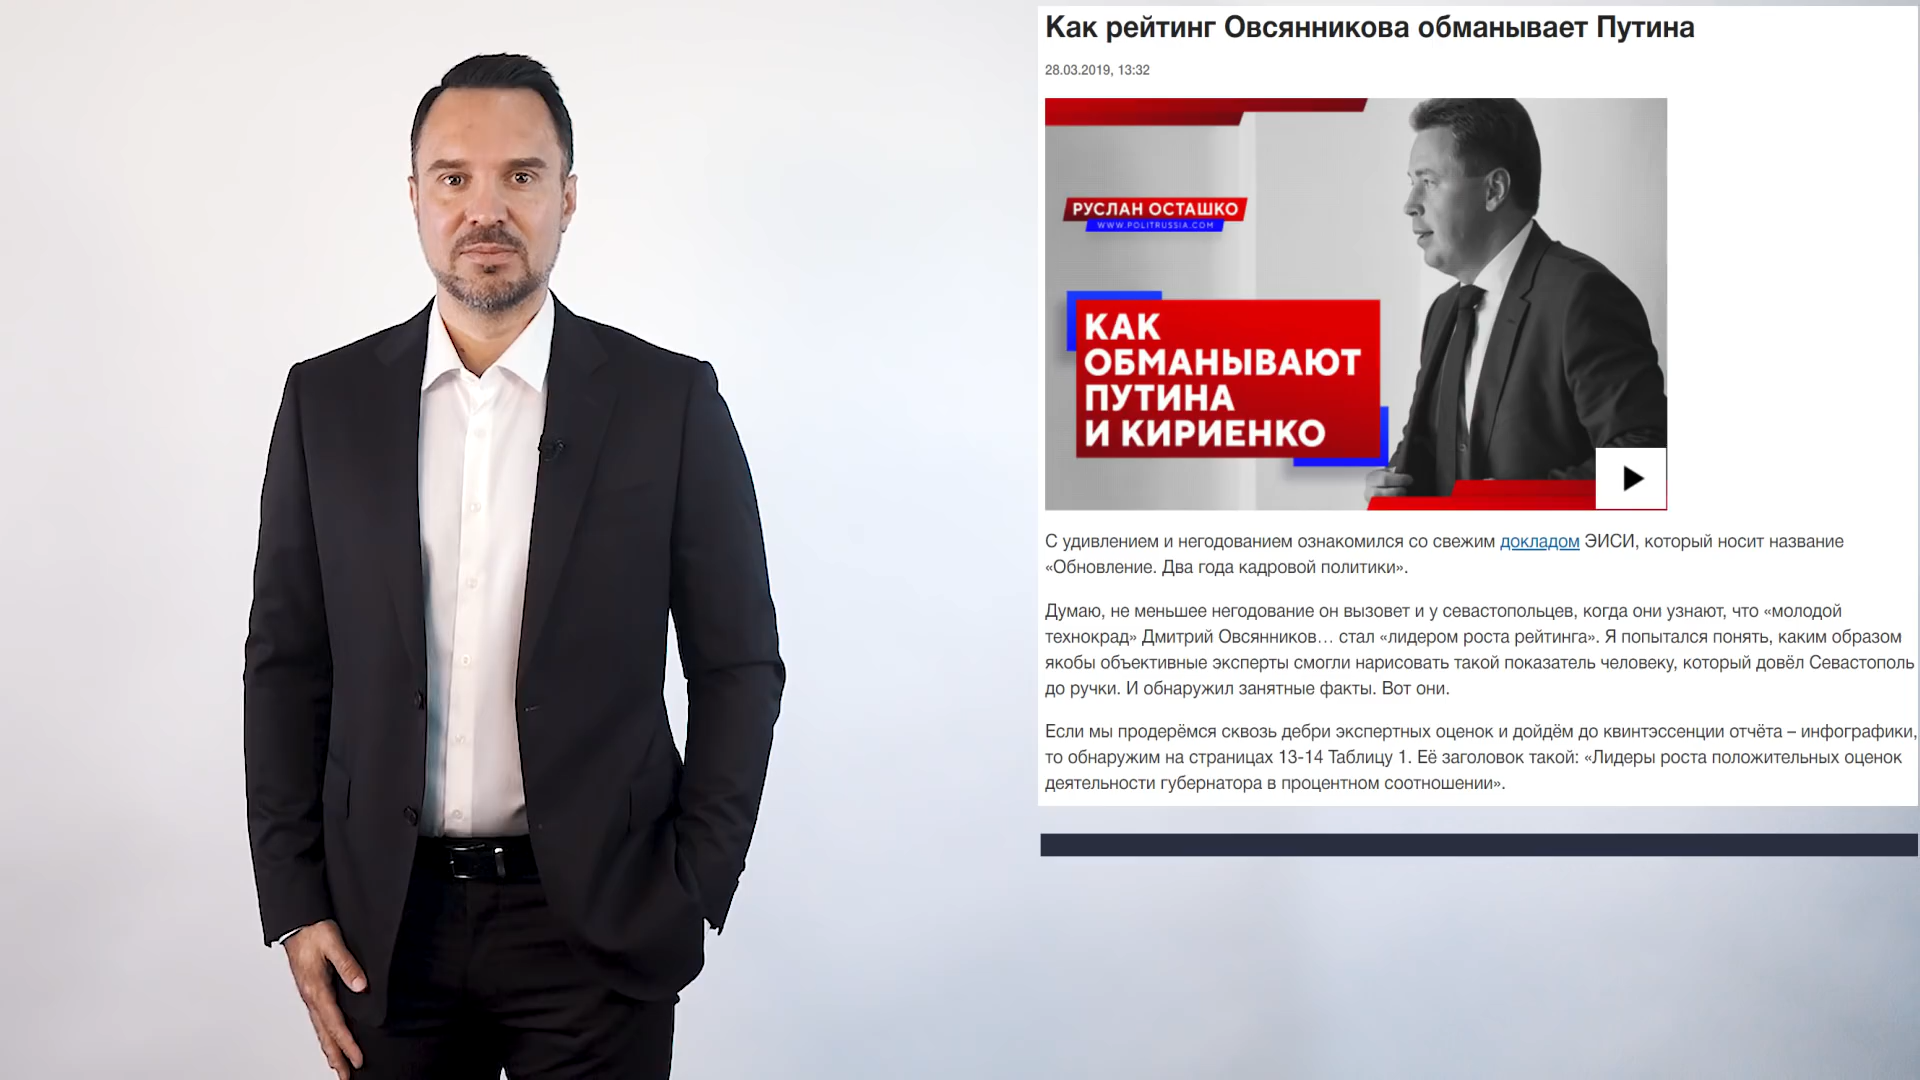 Как рейтинг Овсянникова обманывает Путина
28.03.2019, 13:32
РУСЛАН ОСТАШКО
WWW.POLITRUSSIA.COM
КАК
ОБМАНЫВАЮТ
ПУТИНА
И КИРИЕНКО
С удивлением и негодованием ознакомился со свежим докладом ЭИСИ, который носит название
«Обновление. Два года кадровой политики».
Думаю, не меньшее негодование он вызовет и у севастопольцев, когда они узнают, что «молодой
технокрад» Дмитрий Овсянников… стал «лидером роста рейтинга». Я попытался понять, каким образом
якобы объективные эксперты смогли нарисовать такой показатель человеку, который довёл Севастополь
до ручки. И обнаружил занятные факты. Вот они.
Если мы продерёмся сквозь дебри экспертных оценок и дойдём до квинтэссенции отчёта – инфографики,
то обнаружим на страницах 13-14 Таблицу 1. Её заголовок такой: «Лидеры роста положительных оценок
деятельности губернатора в процентном соотношении».